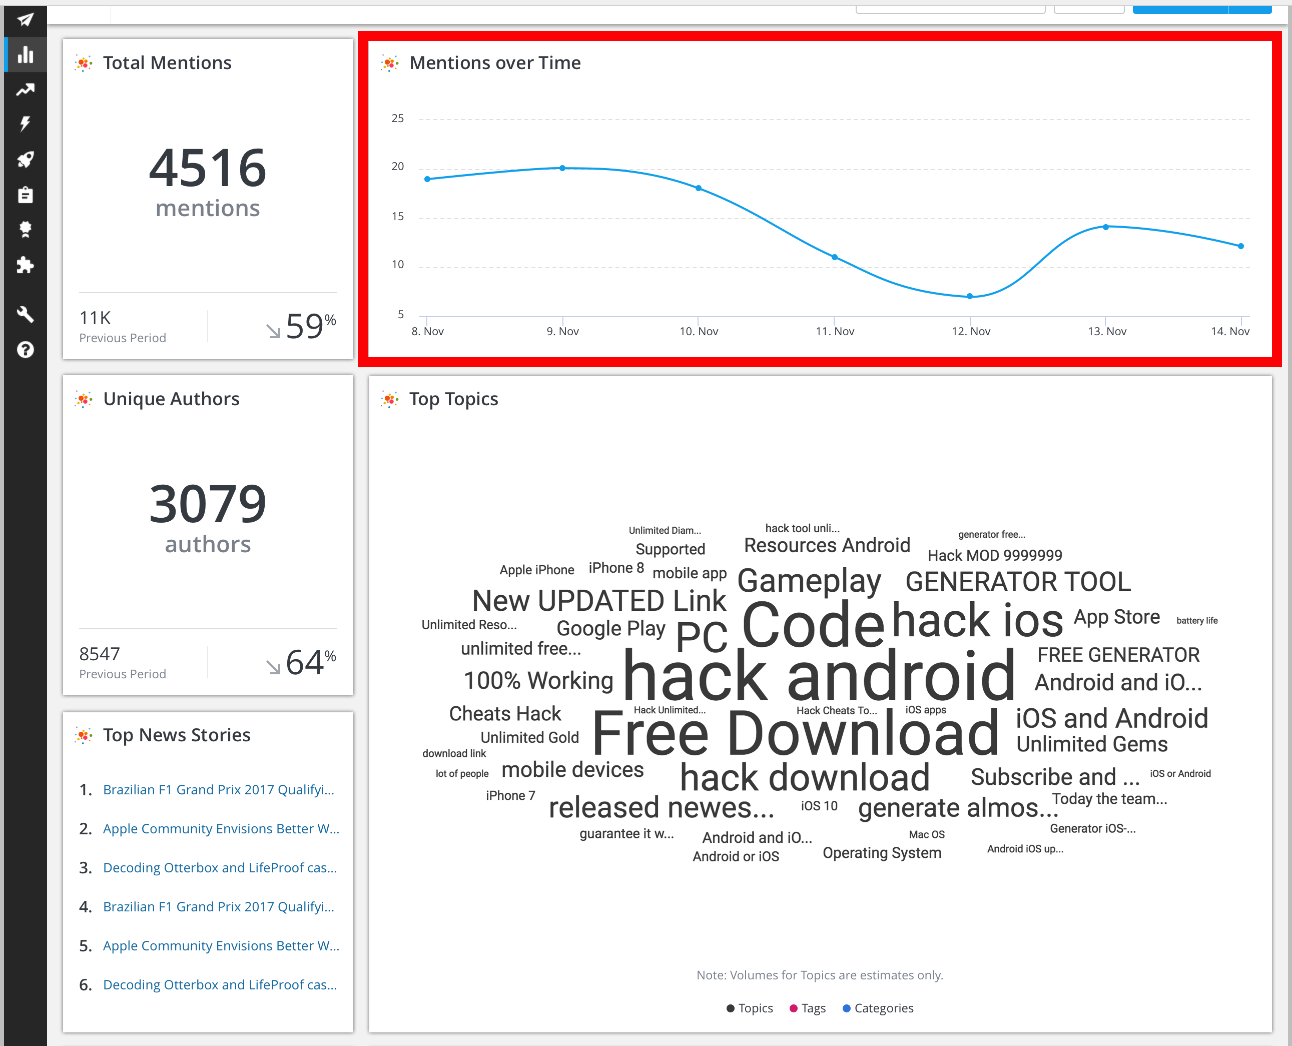 Total Mentions
4516
mentions
11K
Previous Period
59%
Mentions over Time
25
20
15
10
5
8. Nov
9. Nov
10. Nov
11. Nov
12. Nov
13. Nov
14. Nov
Unique Authors
3079
authors
8547
Previous Period
64%
Top News Stories
1. Brazilian F1 Grand Prix 2017 Qualifyi...
2. Apple Community Envisions Better W...
3. Decoding Otterbox and LifeProof cas...
4. Brazilian F1 Grand Prix 2017 Qualifyi...
5. Apple Community Envisions Better W...
6. Decoding Otterbox and LifeProof cas...
Top Topics
Unlimited Diam...
hack tool unli...
generator free...
Supported
Resources Android
Hack MOD 9999999
Apple iPhone
iPhone 8
mobile app
Gameplay
GENERATOR TOOL
New UPDATED Link
Code
hack ios
App Store
battery life
Unlimited Reso...
Google Play
PC
unlimited free...
FREE GENERATOR
100% Working
hack android
Android and iO...
Cheats Hack
Hack Unlimited...
Hack Cheats To...
iOS apps
iOS and Android
Unlimited Gold
Free Download
Unlimited Gems
download link
lot of people
mobile devices
hack download
Subscribe and ...
iOS or Android
iPhone 7
released newes...
iOS 10
generate almos...
Today the team...
guarantee it w...
Android and iO...
Mac OS
Generator iOS-...
Android or iOS
Operating System
Android iOS up...
Note: Volumes for Topics are estimates only.
Topics
Tags
Categories